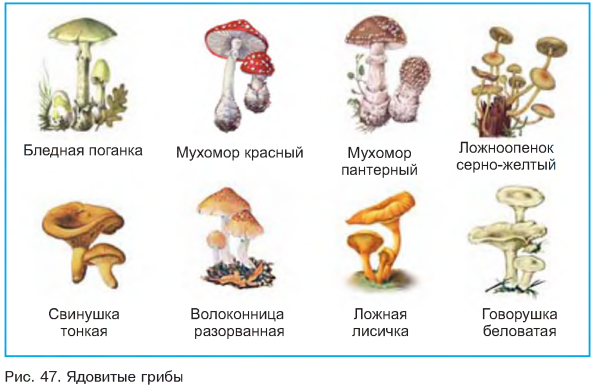 Бледная поганка
Мухомор красный
Мухомор
пантерный
Ложноопенок
серно-желтый
Свинушка
тонкая
Волоконница
разорванная
Ложная
лисичка
Говорушка
беловатая
Рис. 47. Ядовитые грибы